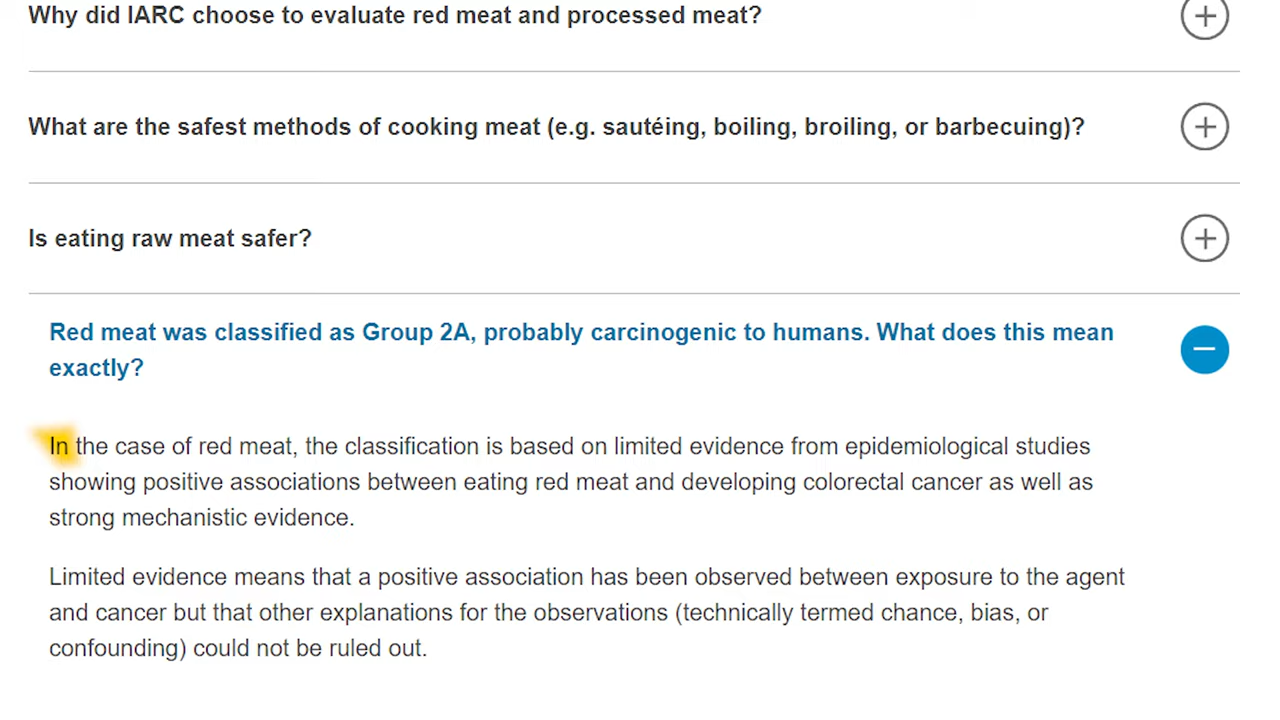 Why did IARC choose to evaluate red meat and processed meat?
What are the safest methods of cooking meat (e.g. sautéing, boiling, broiling, or barbecuing)?
Is eating raw meat safer?
Red meat was classified as Group 2A, probably carcinogenic to humans. What does this mean
exactly?
In the case of red meat, the classification is based on limited evidence from epidemiological studies
showing positive associations between eating red meat and developing colorectal cancer as well as
strong mechanistic evidence.
Limited evidence means that a positive association has been observed between exposure to the agent
and cancer but that other explanations for the observations (technically termed chance, bias, or
confounding) could not be ruled out.